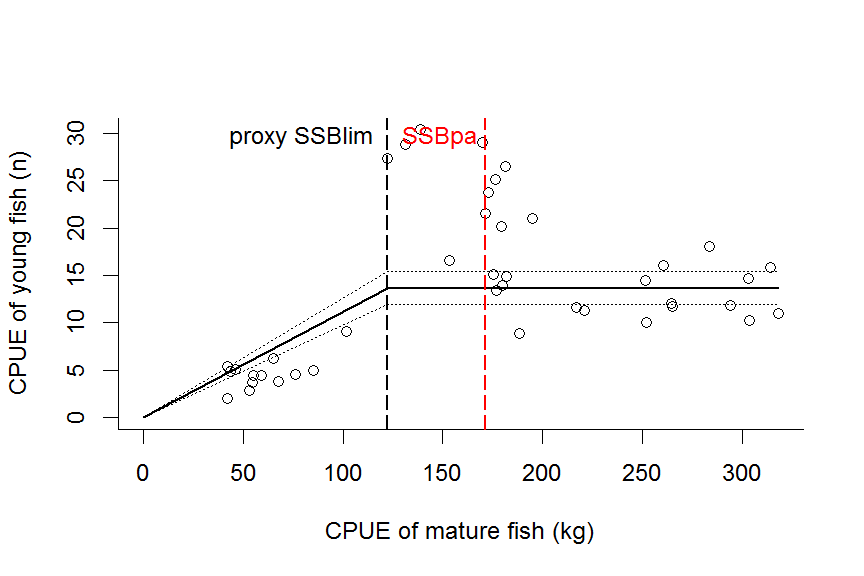 proxy SSBlim
SSBpa
30
25
20
15
10
5
0
CPUE of young fish (n)
0 50 100 150 200 250 300
CPUE of mature fish (kg)